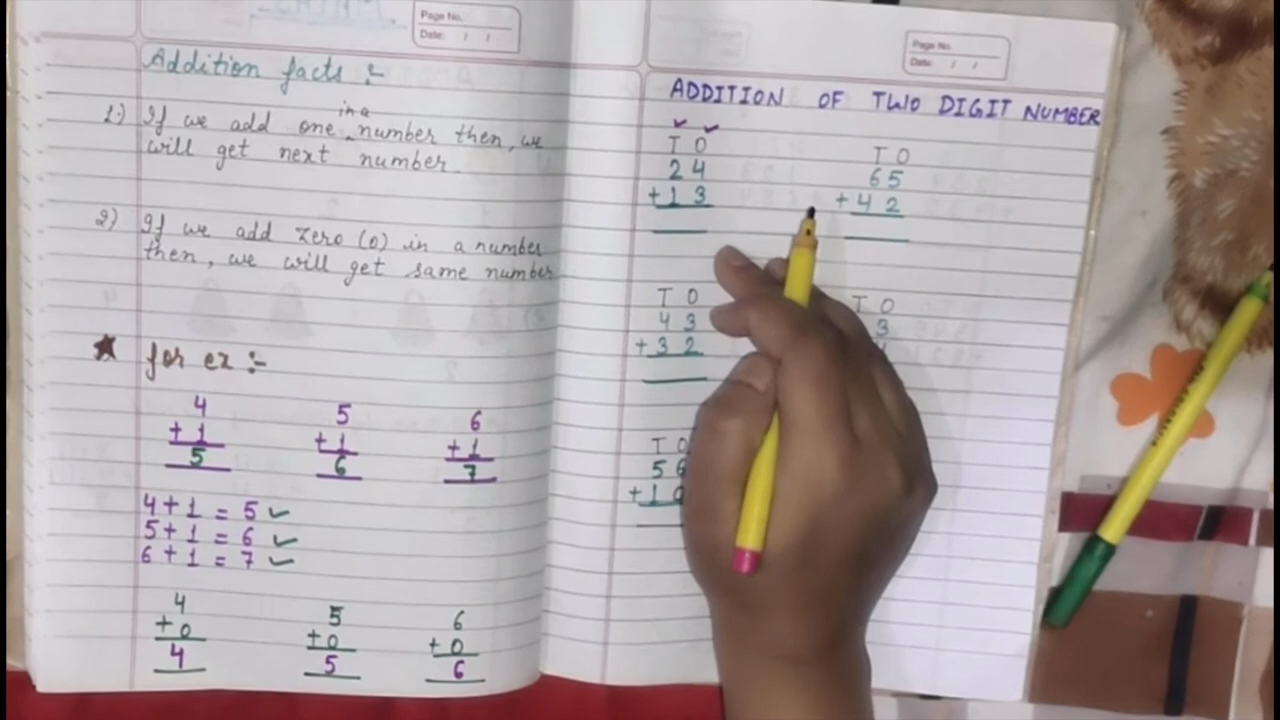 Page No.
Date: / /
Addition facts :-
1.) If we add one in a number then, we
will get next number.
2) If we add zero (0) in a number
then, we will get same number
★ for ex :-
4 5 6
+1 +1 +1
5 6 7
4 + 1 = 5 ✓
5 + 1 = 6 ✓
6 + 1 = 7 ✓
4 5 6
+0 +0 +0
4 5 6
Page No.
Date: / /
ADDITION OF TWO DIGIT NUMBER
✓ ✓
T O T O
2 4 6 5
+1 3 +4 2
T O T O
4 3 3
+3 2
T O
5 6
+1